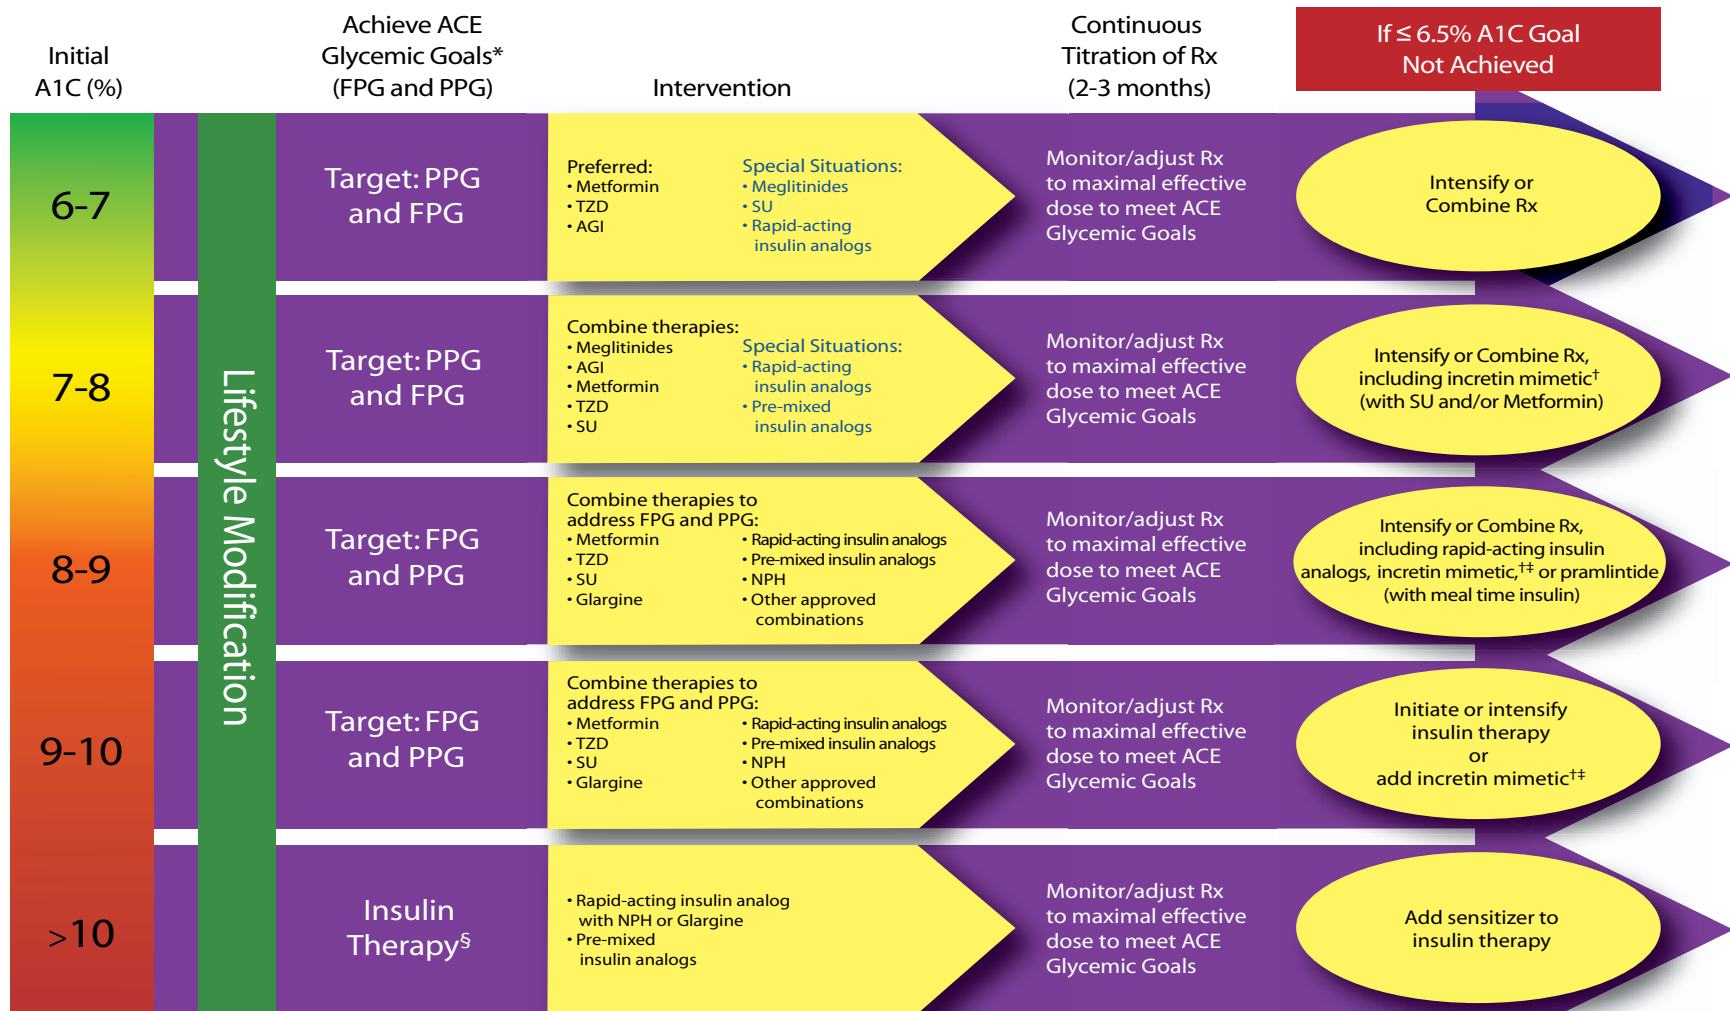 Initial
A1C (%)
Achieve ACE
Glycemic Goals*
(FPG and PPG)
Intervention
Continuous
Titration of Rx
(2-3 months)
If ≤ 6.5% A1C Goal
Not Achieved
Lifestyle Modification
6-7
Target: PPG
and FPG
Preferred:
• Metformin
• TZD
• AGI
Special Situations:
• Meglitinides
• SU
• Rapid-acting
insulin analogs
Monitor/adjust Rx
to maximal effective
dose to meet ACE
Glycemic Goals
Intensify or
Combine Rx
7-8
Target: PPG
and FPG
Combine therapies:
• Meglitinides
• AGI
• Metformin
• TZD
• SU
Special Situations:
• Rapid-acting
insulin analogs
• Pre-mixed
insulin analogs
Monitor/adjust Rx
to maximal effective
dose to meet ACE
Glycemic Goals
Intensify or Combine Rx,
including incretin mimetic†
(with SU and/or Metformin)
8-9
Target: FPG
and PPG
Combine therapies to
address FPG and PPG:
• Metformin
• TZD
• SU
• Glargine
• Rapid-acting insulin analogs
• Pre-mixed insulin analogs
• NPH
• Other approved
combinations
Monitor/adjust Rx
to maximal effective
dose to meet ACE
Glycemic Goals
Intensify or Combine Rx,
including rapid-acting insulin
analogs, incretin mimetic,†‡ or pramlintide
(with meal time insulin)
9-10
Target: FPG
and PPG
Combine therapies to
address FPG and PPG:
• Metformin
• TZD
• SU
• Glargine
• Rapid-acting insulin analogs
• Pre-mixed insulin analogs
• NPH
• Other approved
combinations
Monitor/adjust Rx
to maximal effective
dose to meet ACE
Glycemic Goals
Initiate or intensify
insulin therapy
or
add incretin mimetic†‡
>10
Insulin
Therapy§
• Rapid-acting insulin analog
with NPH or Glargine
• Pre-mixed
insulin analogs
Monitor/adjust Rx
to maximal effective
dose to meet ACE
Glycemic Goals
Add sensitizer to
insulin therapy